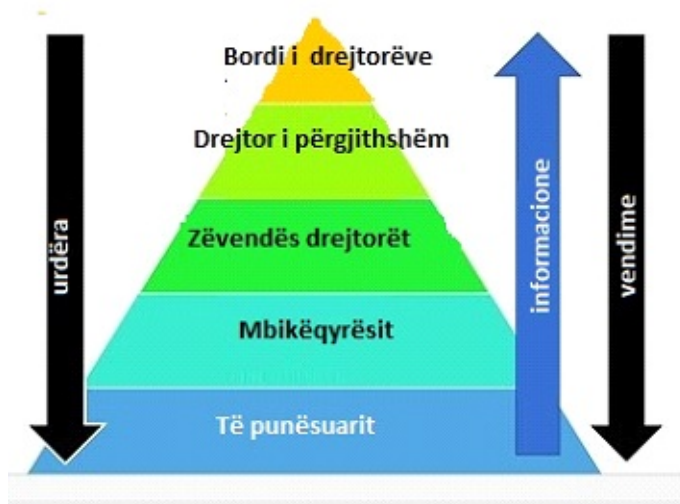 Bordi i drejtorëve
Drejtor i përgjithshëm
Zëvendës drejtorët
Mbikëqyrësit
Të punësuarit
urdëra
informacione
vendime